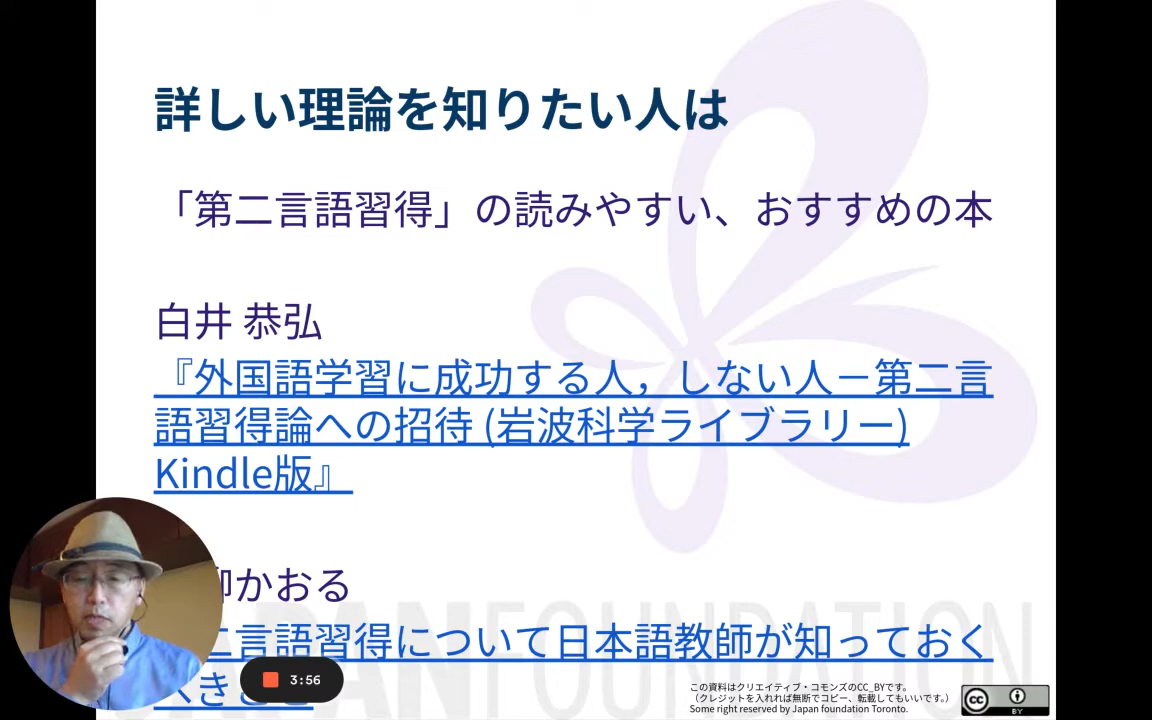 詳しい理論を知りたい人は
「第二言語習得」の読みやすい、おすすめの本
白井 恭弘
『外国語学習に成功する人，しない人－第二言
語習得論への招待 (岩波科学ライブラリー)
Kindle版』
かおる
二言語習得について日本語教師が知っておく
べき
3:56
JAPANFOUNDATION
この資料はクリエイティブ・コモンズのCC_BYです。
（クレジットを入れれば無断でコピー、転載してもいいです。）
Some right reserved by Japan foundation Toronto.
cc
BY